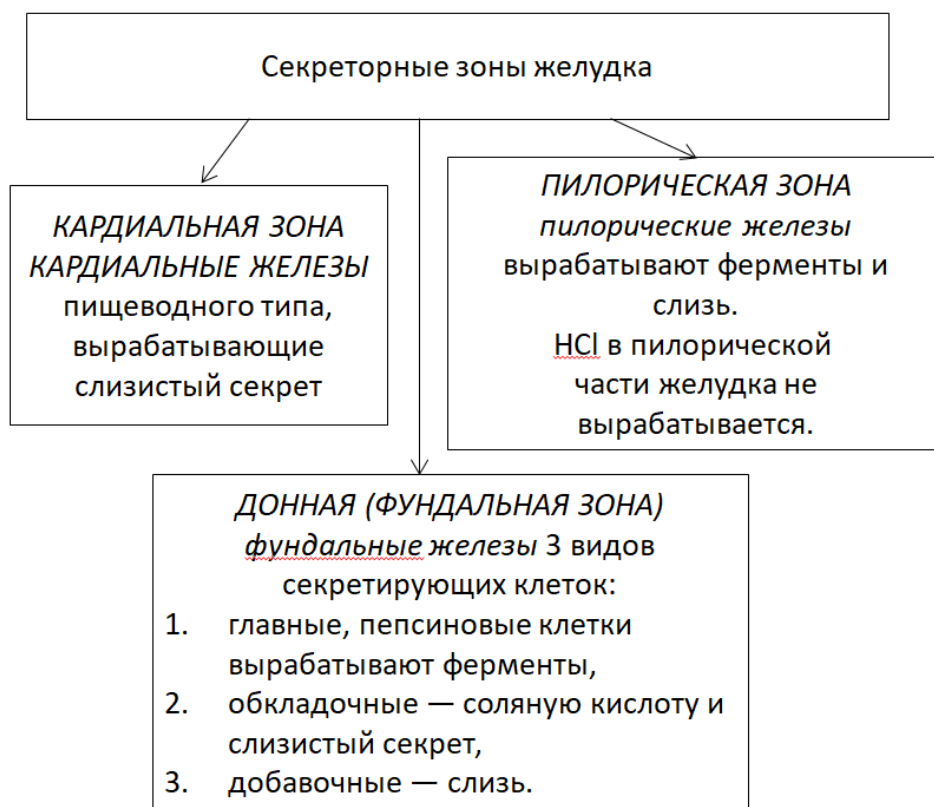 Секреторные зоны желудка
КАРДИАЛЬНАЯ ЗОНА
КАРДИАЛЬНЫЕ ЖЕЛЕЗЫ
пищеводного типа,
вырабатывающие
слизистый секрет
ПИЛОРИЧЕСКАЯ ЗОНА
пилорические железы
вырабатывают ферменты и
слизь.
HCl в пилорической
части желудка не
вырабатывается.
ДОННАЯ (ФУНДАЛЬНАЯ ЗОНА)
фундальные железы 3 видов
секретирующих клеток:
1. главные, пепсиновые клетки
вырабатывают ферменты,
2. обкладочные — соляную кислоту и
слизистый секрет,
3. добавочные — слизь.